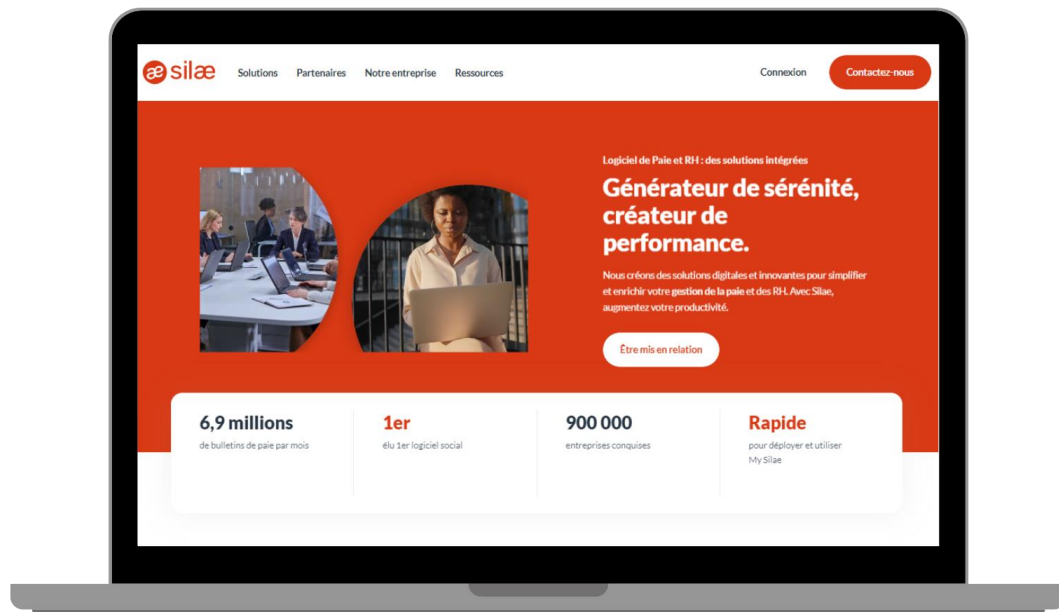 æ silæ
Solutions Partenaires Notre entreprise Ressources
Connexion
Contactez-nous
Logiciel de Paie et RH : des solutions intégrées
Générateur de sérénité,
créateur de
performance.
Nous créons des solutions digitales et innovantes pour simplifier
et enrichir votre gestion de la paie et des RH. Avec Silae,
augmentez votre productivité.
Être mis en relation
6,9 millions
de bulletins de paie par mois
1er
élu 1er logiciel social
900 000
entreprises conquises
Rapide
pour déployer et utiliser
My Silae